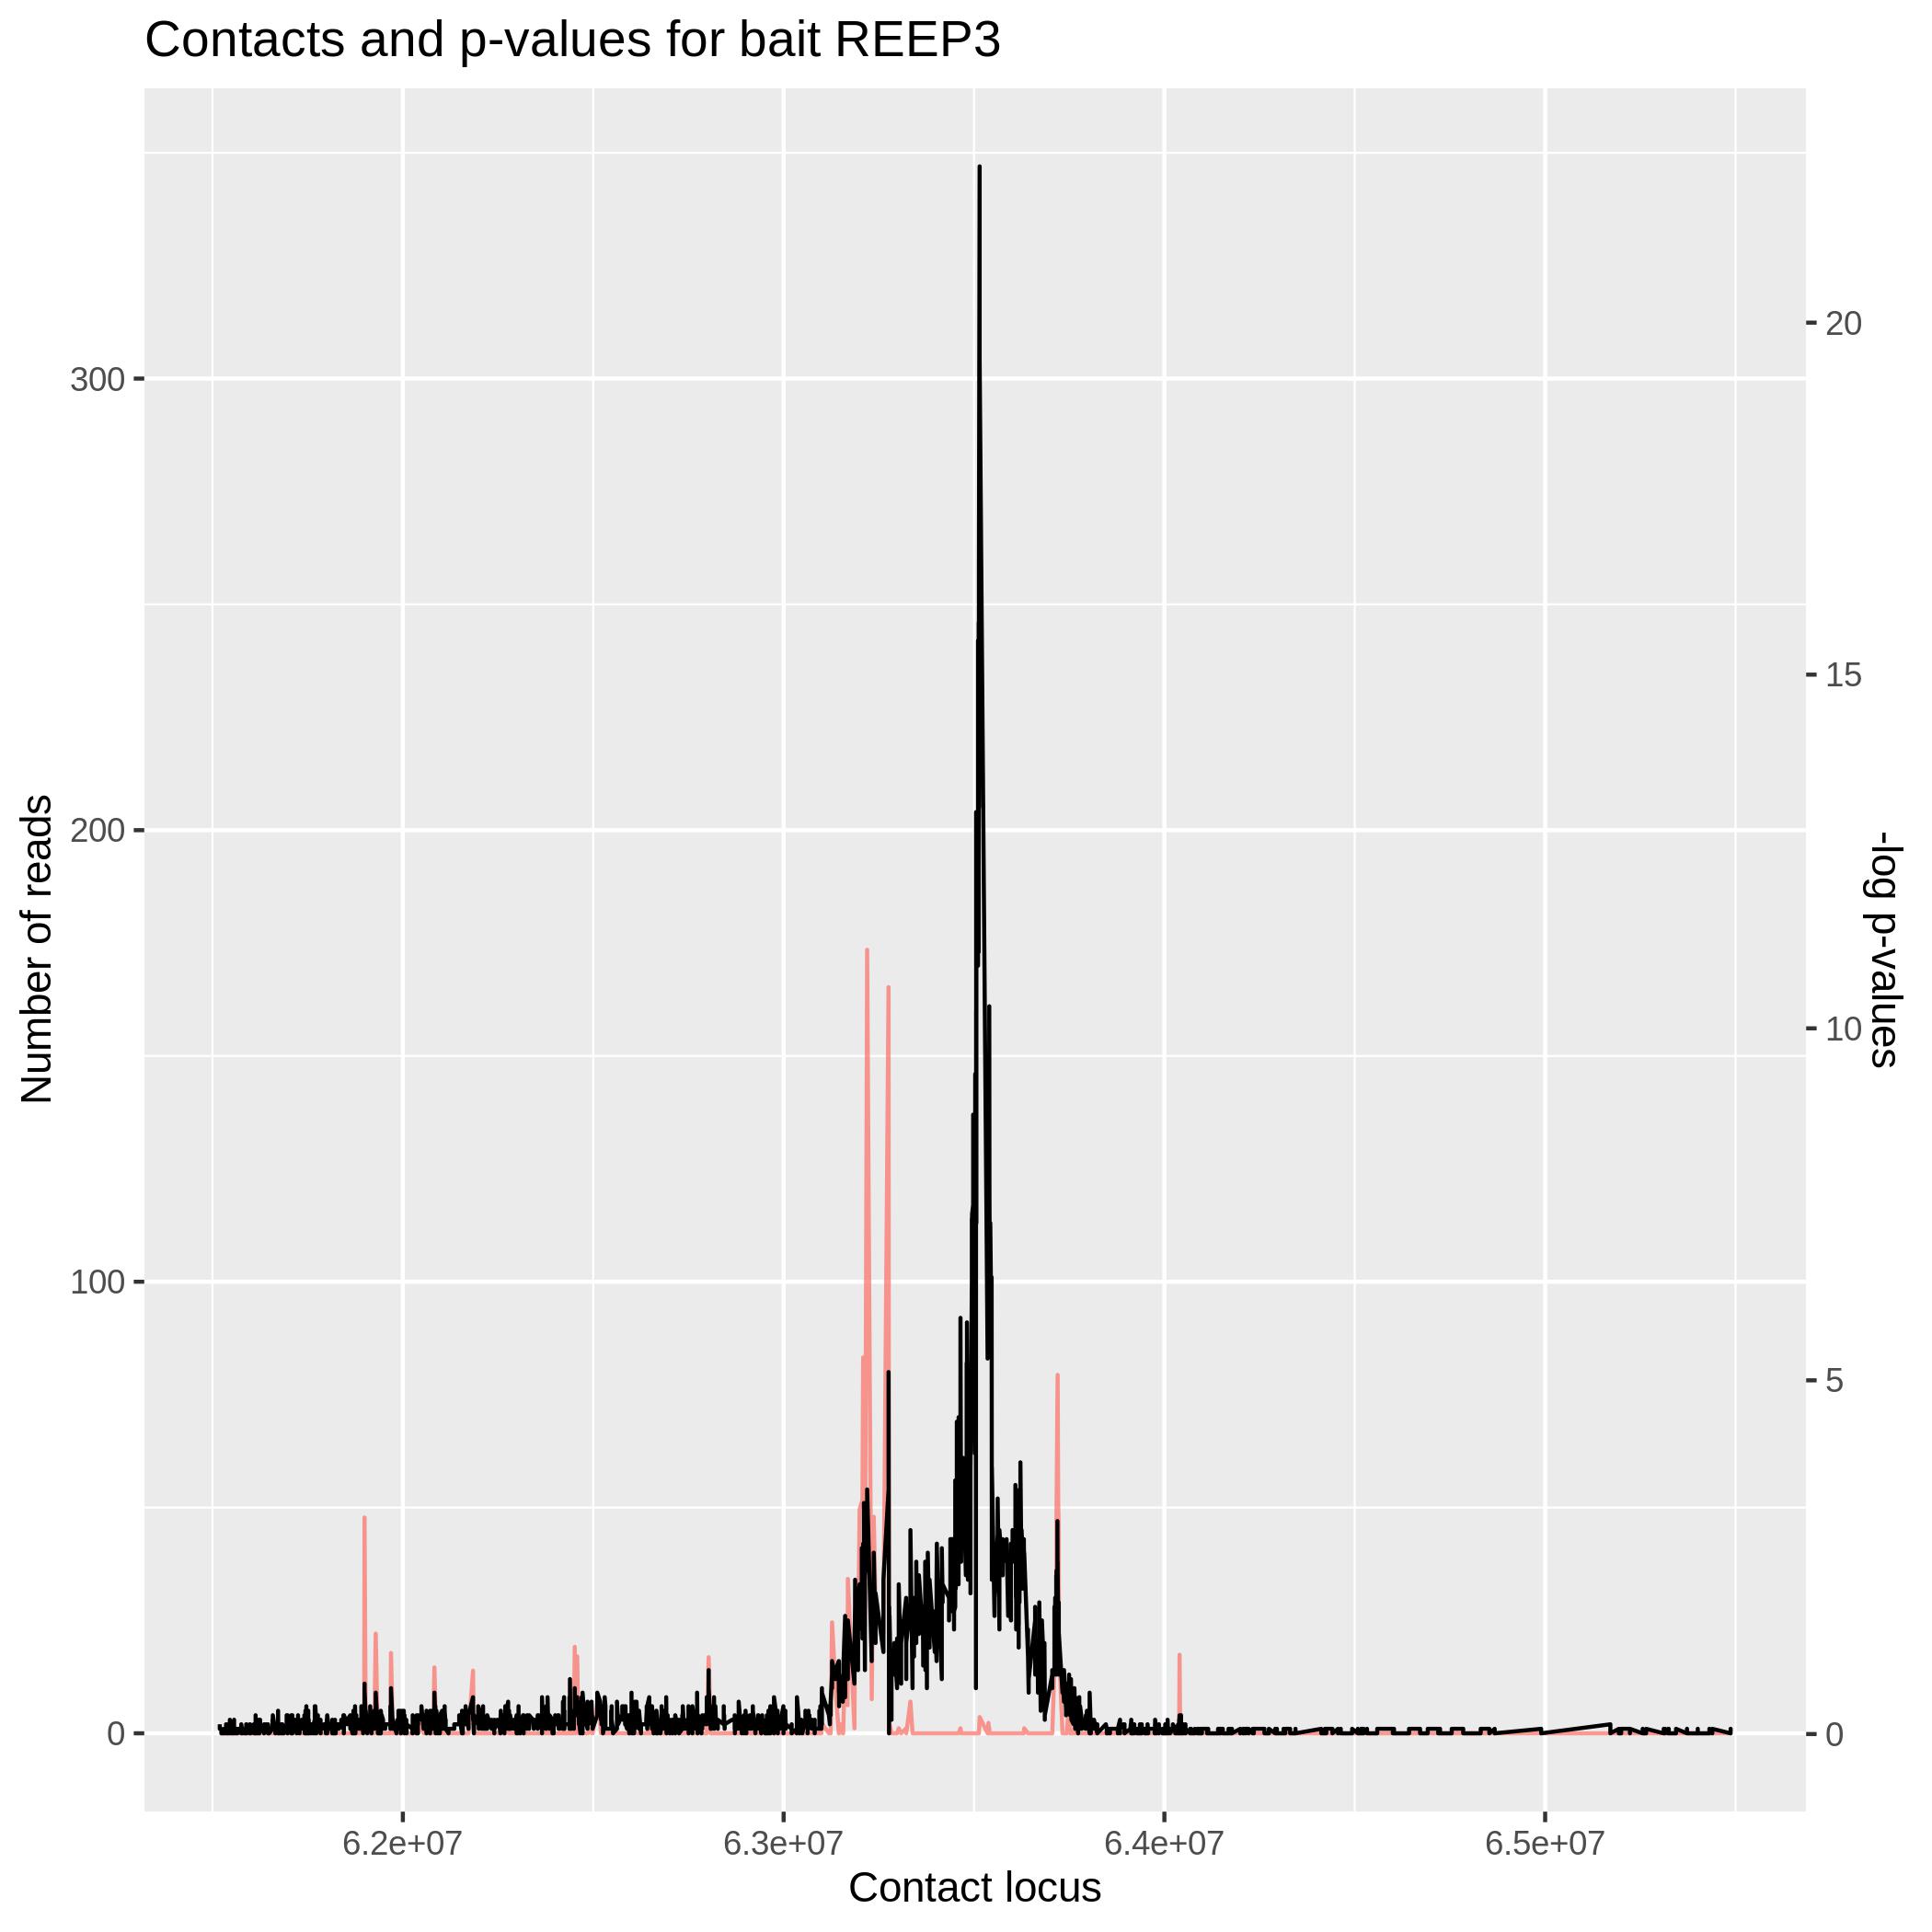 Contacts and p-values for bait REEP3
Number of reads
300
200
100
0
20
15
10
5
0
-log p-values
6.2e+07
6.3e+07
6.4e+07
6.5e+07
Contact locus